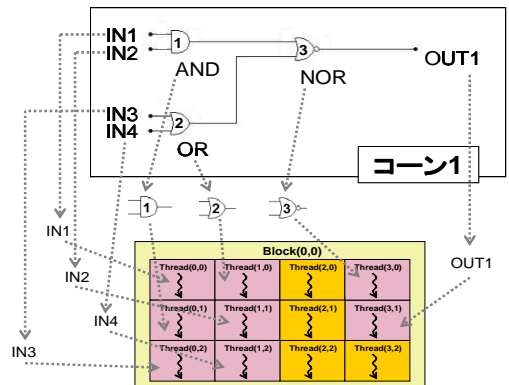 IN1
IN2
1
AND
3
NOR
OUT1
IN3
IN4
2
OR
コーン1
1
2
3
IN1
IN2
IN4
IN3
OUT1
Block(0,0)
Thread(0,0) Thread(1,0) Thread(2,0) Thread(3,0)
Thread(0,1) Thread(1,1) Thread(2,1) Thread(3,1)
Thread(0,2) Thread(1,2) Thread(2,2) Thread(3,2)